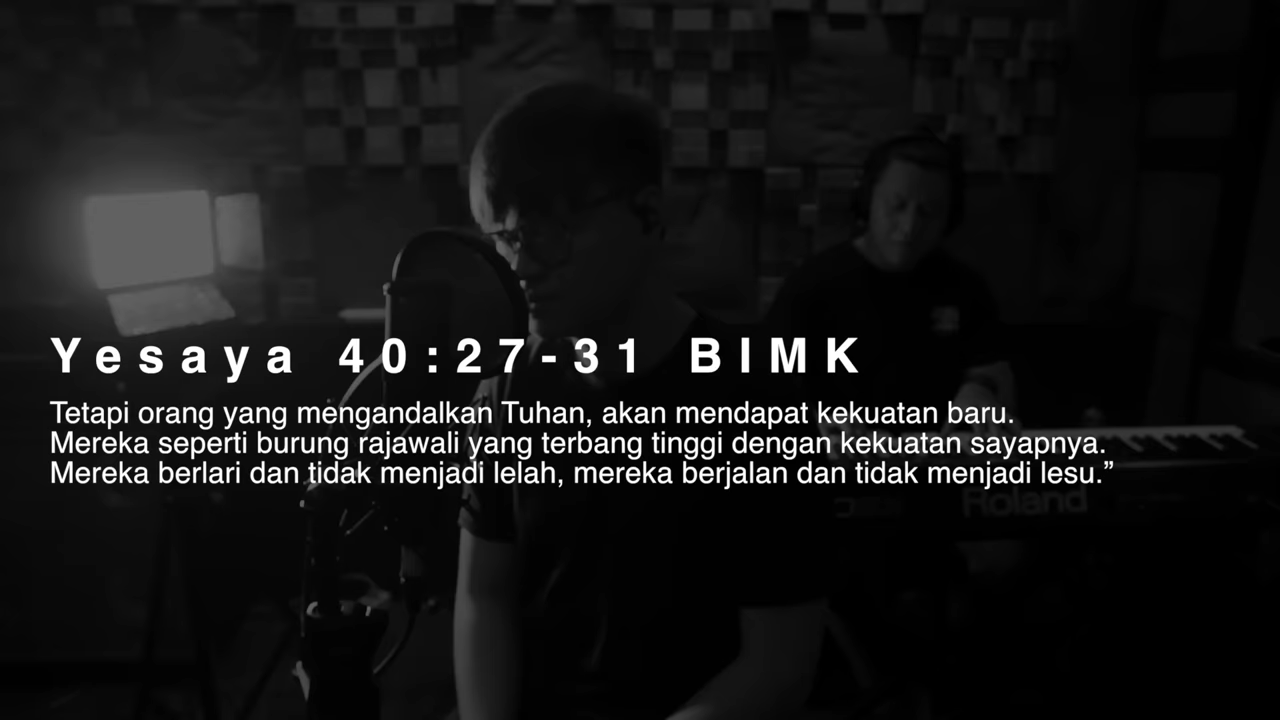 Yesaya 40:27-31 BIMK
Tetapi orang yang mengandalkan Tuhan, akan mendapat kekuatan baru.
Mereka seperti burung rajawali yang terbang tinggi dengan kekuatan sayapnya.
Mereka berlari dan tidak menjadi lelah, mereka berjalan dan tidak menjadi lesu.”
Roland